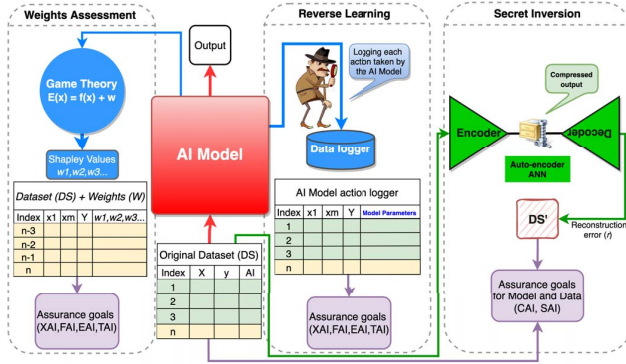 Weights Assessment
Reverse Learning
Secret Inversion
Output
Game Theory
E(x) = f(x) + w
Logging each
action taken by
the AI Model
Compressed
output
AI Model
Data logger
Encoder
Decoder
Auto-encoder
ANN
Shapley Values
w1,w2,w3...
Dataset (DS) + Weights (W)
Index x1 xm Y w1,w2,w3...
n-3
n-2
n-1
n
AI Model action logger
Index x1 xm Y Model Parameters
1
2
3
n
DS'
Reconstruction
error (r)
Original Dataset (DS)
Index X y AI
1
2
3
n
Assurance goals
(XAI,FAI,EAI,TAI)
Assurance goals
(XAI,FAI,EAI,TAI)
Assurance goals
for Model and Data
(CAI, SAI)